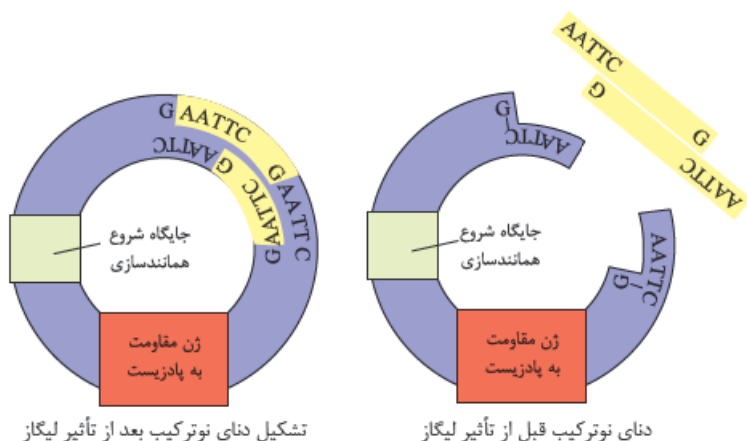 AATTC
G
G
CTTAA
G
CTTAA
AATTC
G
جایگاه شروع
همانندسازی
ژن مقاومت
به پادزیست
دنای نوترکیب قبل از تأثیر لیگاز
G AATTC
G AATTC
CTTAA G
CTTAA G
جایگاه شروع
همانندسازی
ژن مقاومت
به پادزیست
تشکیل دنای نوترکیب بعد از تأثیر لیگاز